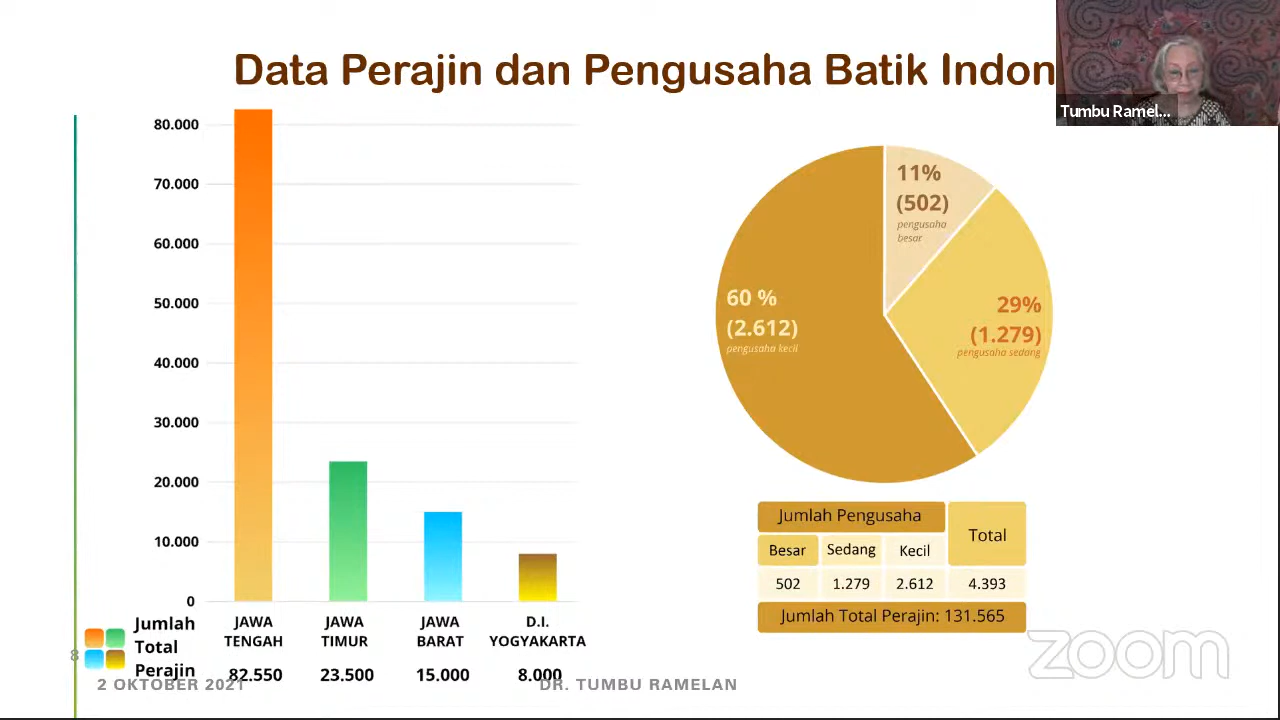 Data Perajin dan Pengusaha Batik Indon
Tumbu Ramel...
80.000
70.000
60.000
50.000
40.000
30.000
20.000
10.000
0
JAWA TENGAH
JAWA TIMUR
JAWA BARAT
D.I. YOGYAKARTA
Jumlah Total Perajin
82.550
23.500
15.000
8.000
11%
(502)
pengusaha
besar
29%
(1.279)
pengusaha sedang
60 %
(2.612)
pengusaha kecil
Jumlah Pengusaha
Total
Besar
Sedang
Kecil
502
1.279
2.612
4.393
Jumlah Total Perajin: 131.565
8
2 OKTOBER 2021
DR. TUMBU RAMELAN
zoom